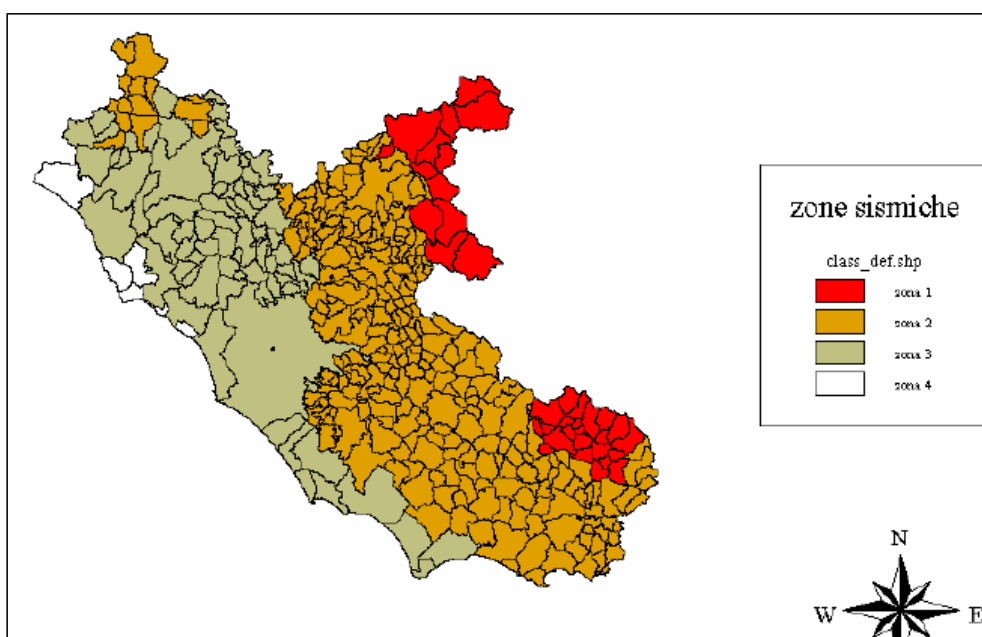 zone sismiche
class_def.shp
zona 1
zona 2
zona 3
zona 4
N
W
E